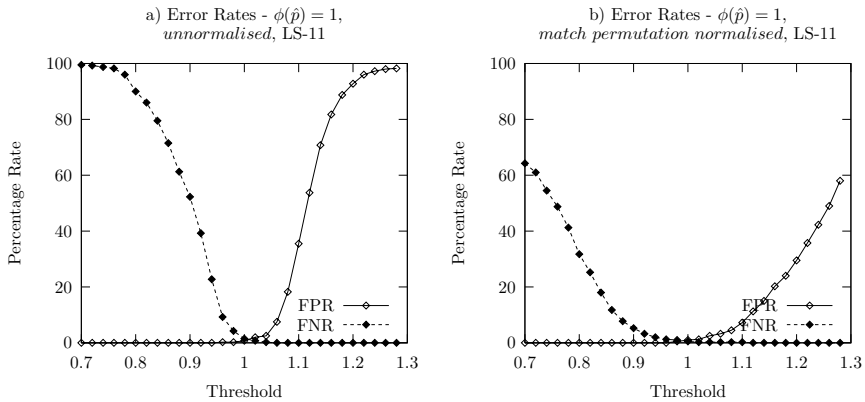 a) Error Rates - ϕ(p̂) = 1,
unnormalised, LS-11
100
80
60
40
20
0
0.7 0.8 0.9 1 1.1 1.2 1.3
Percentage Rate
Threshold
FPR
FNR
b) Error Rates - ϕ(p̂) = 1,
match permutation normalised, LS-11
100
80
60
40
20
0
0.7 0.8 0.9 1 1.1 1.2 1.3
Percentage Rate
Threshold
FPR
FNR